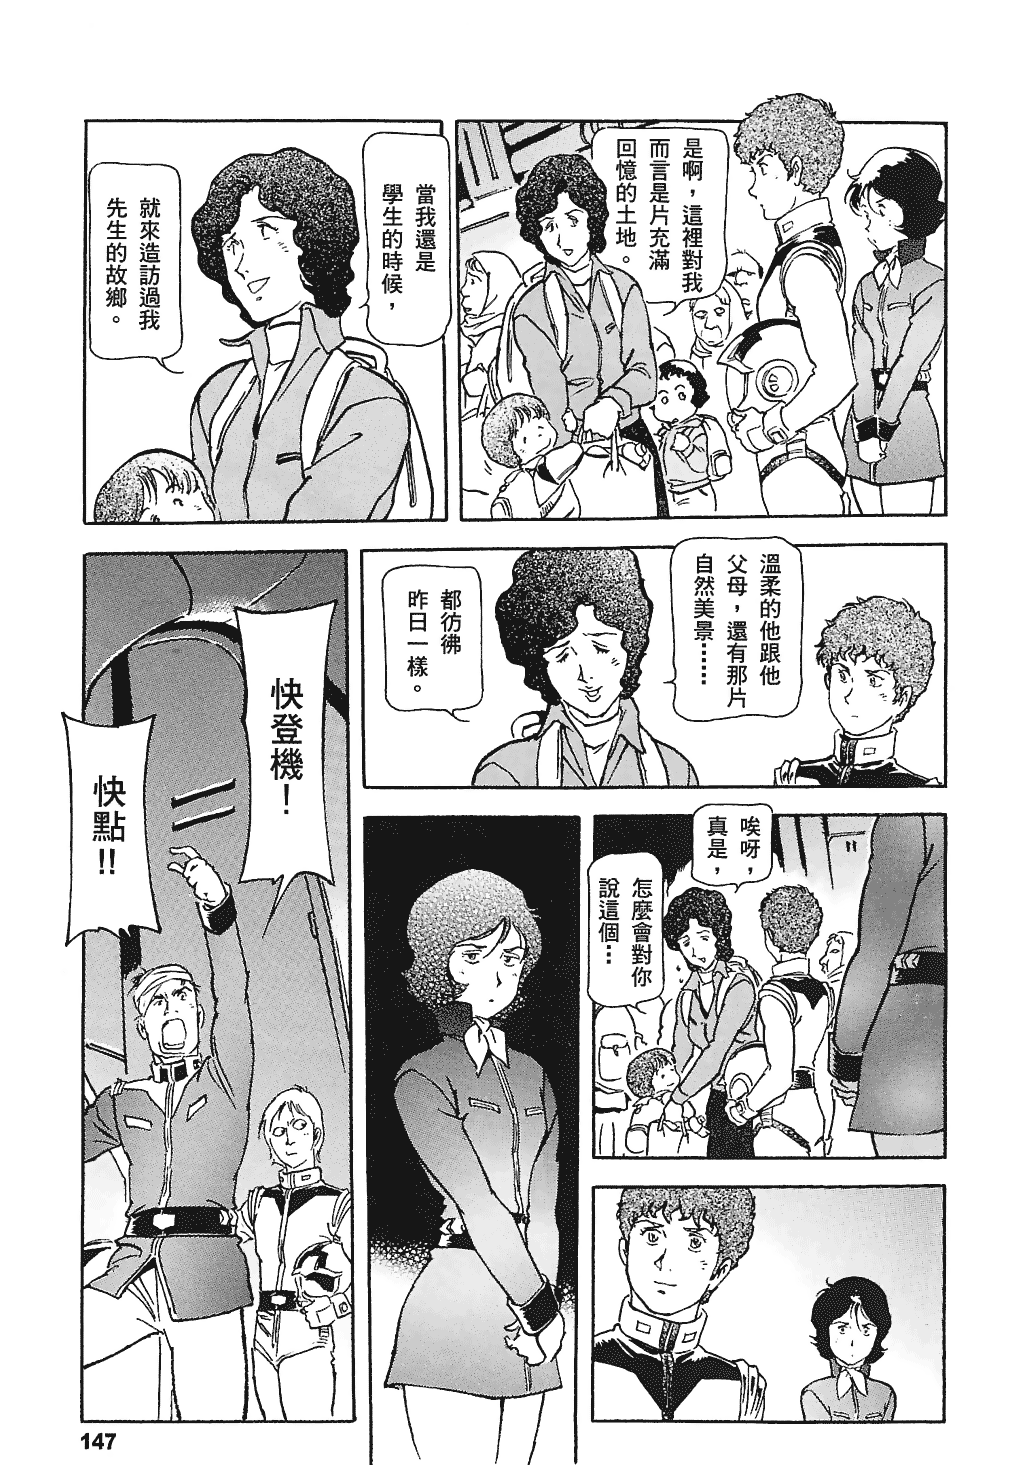 是啊，這裡對我
而言是片充滿
回憶的土地。
當我還是
學生的時候，
就來造訪過我
先生的故鄉。
溫柔的他跟他
父母，還有那片
自然美景……
都彷彿
昨日一樣。
唉呀，
真是，
怎麼會對你
說這個…
快登機！
快點!!
147